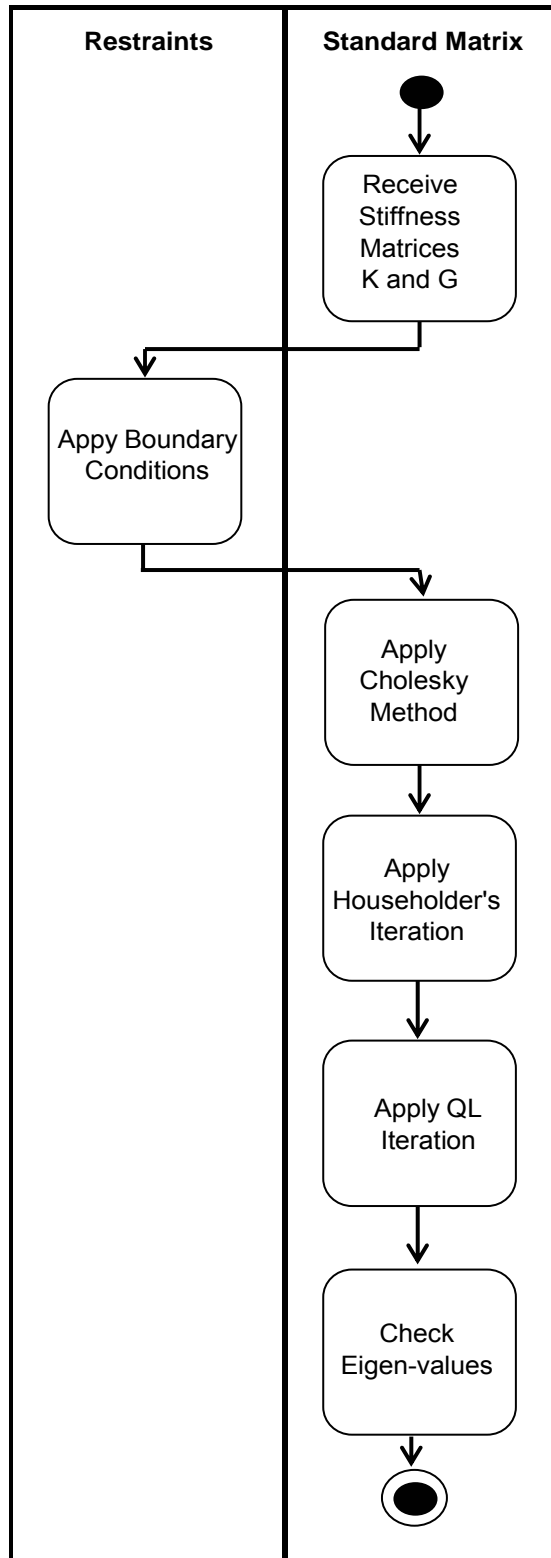 Restraints
Standard Matrix
Receive
Stiffness
Matrices
K and G
Appy Boundary
Conditions
Apply
Cholesky
Method
Apply
Householder's
Iteration
Apply QL
Iteration
Check
Eigen-values